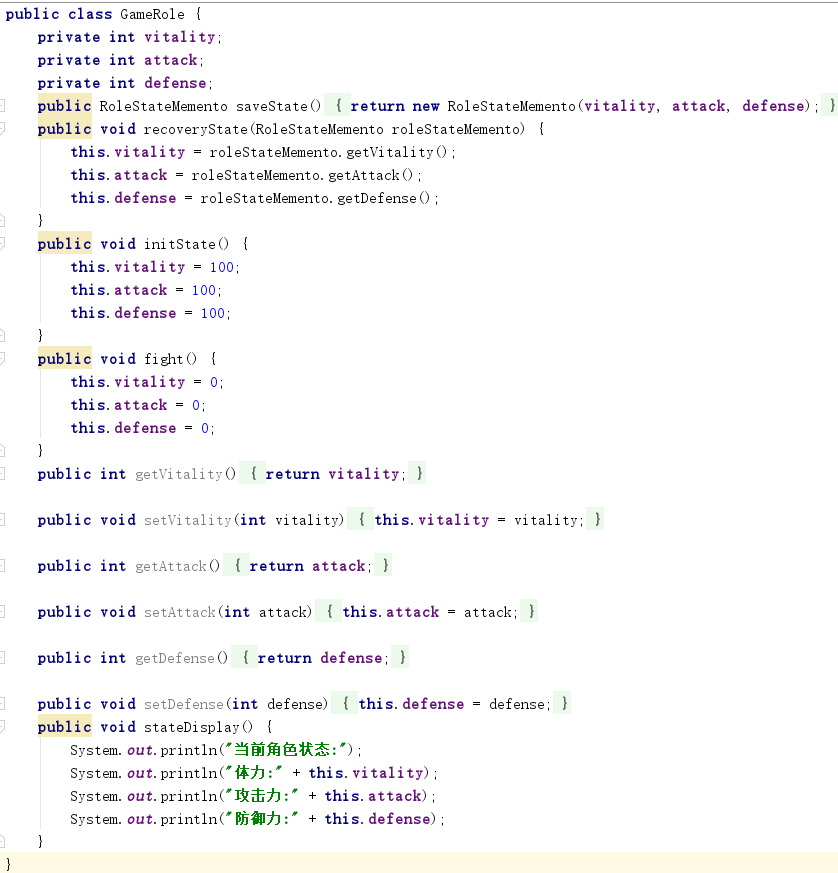 public class GameRole {
private int vitality;
private int attack;
private int defense;
public RoleStateMemento saveState() { return new RoleStateMemento(vitality, attack, defense); }
public void recoveryState(RoleStateMemento roleStateMemento) {
this.vitality = roleStateMemento.getVitality();
this.attack = roleStateMemento.getAttack();
this.defense = roleStateMemento.getDefense();
}
public void initState() {
this.vitality = 100;
this.attack = 100;
this.defense = 100;
}
public void fight() {
this.vitality = 0;
this.attack = 0;
this.defense = 0;
}
public int getVitality() { return vitality; }
public void setVitality(int vitality) { this.vitality = vitality; }
public int getAttack() { return attack; }
public void setAttack(int attack) { this.attack = attack; }
public int getDefense() { return defense; }
public void setDefense(int defense) { this.defense = defense; }
public void stateDisplay() {
System.out.println("当前角色状态:");
System.out.println("体力:" + this.vitality);
System.out.println("攻击力:" + this.attack);
System.out.println("防御力:" + this.defense);
}
}